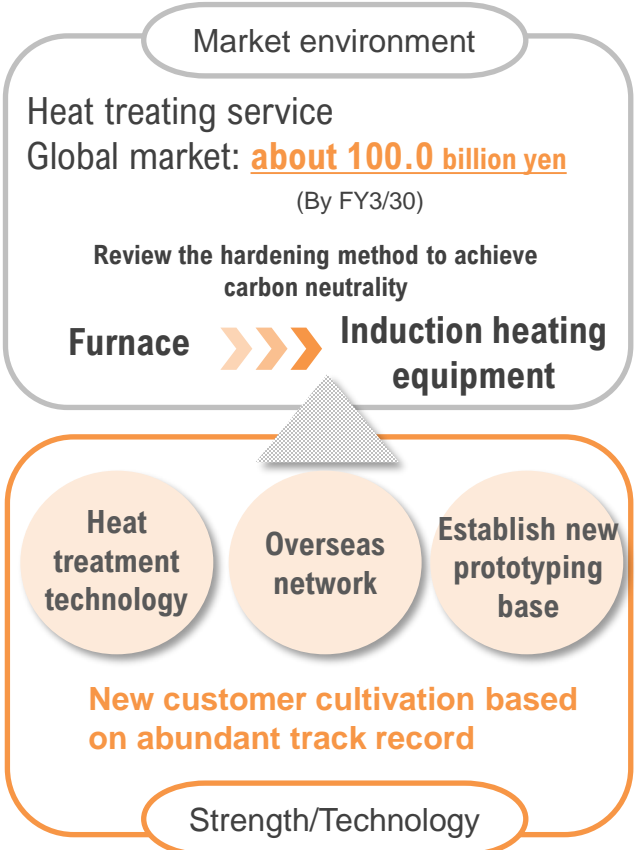 Market environment
Heat treating service
Global market: about 100.0 billion yen
(By FY3/30)
Review the hardening method to achieve
carbon neutrality
Furnace
Induction heating
equipment
Heat
treatment
technology
Overseas
network
Establish new
prototyping
base
New customer cultivation based
on abundant track record
Strength/Technology